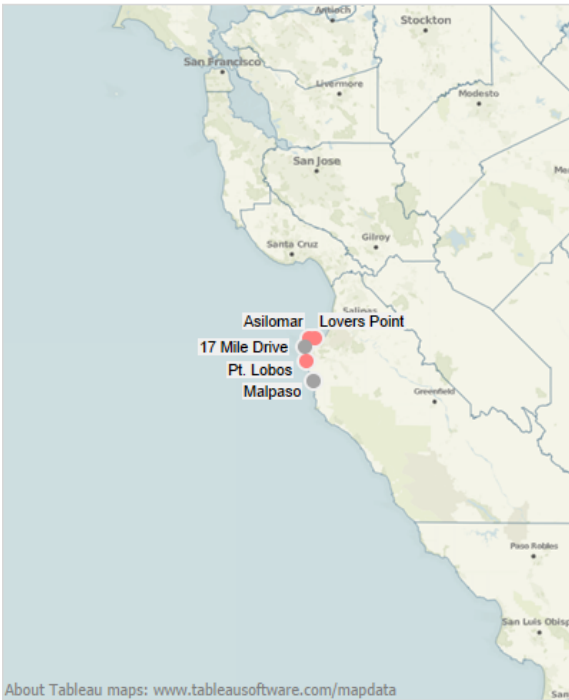 Antioch
Stockton
San Francisco
Livermore
Modesto
San Jose
Gilroy
Santa Cruz
Salinas
Asilomar
Lovers Point
17 Mile Drive
Pt. Lobos
Malpaso
Greenfield
Paso Robles
San Luis Obisp
San
About Tableau maps: www.tableausoftware.com/mapdata